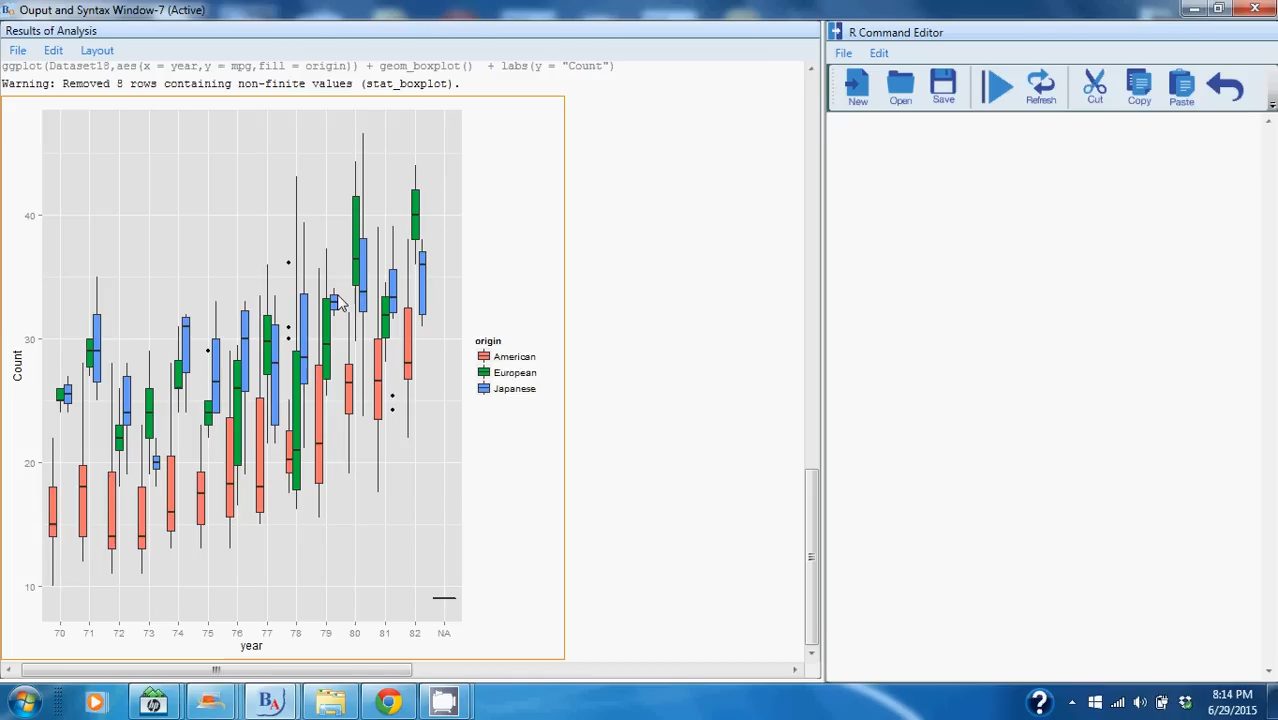 Ouput and Syntax Window-7 (Active)
Results of Analysis
File Edit Layout
ggplot(Dataset18,aes(x = year,y = mpg,fill = origin)) + geom_boxplot() + labs(y = "Count")
Warning: Removed 8 rows containing non-finite values (stat_boxplot).
40
30
20
10
Count
70 71 72 73 74 75 76 77 78 79 80 81 82 NA
year
origin
American
European
Japanese
R Command Editor
File Edit
New Open Save Refresh Cut Copy Paste
8:14 PM
6/29/2015